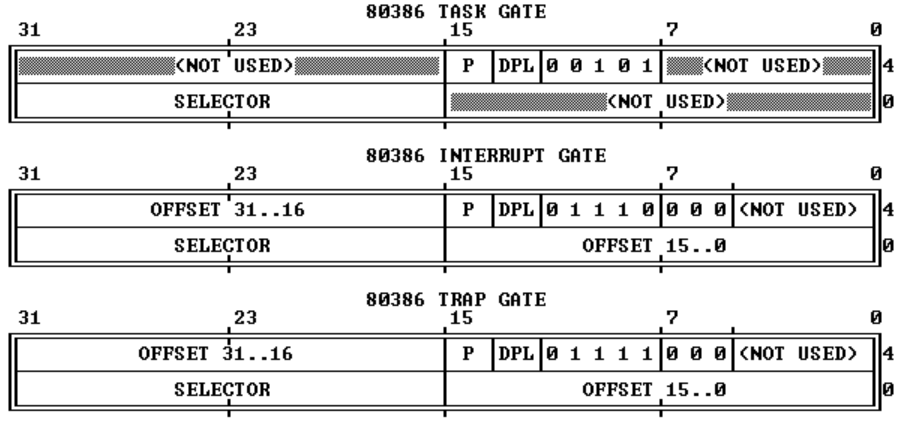 80386 TASK GATE
31 23 15 7 0
(NOT USED) P DPL 0 0 1 0 1 (NOT USED) 4
SELECTOR (NOT USED) 0
80386 INTERRUPT GATE
31 23 15 7 0
OFFSET 31..16 P DPL 0 1 1 1 0 0 0 0 (NOT USED) 4
SELECTOR OFFSET 15..0 0
80386 TRAP GATE
31 23 15 7 0
OFFSET 31..16 P DPL 0 1 1 1 1 0 0 0 (NOT USED) 4
SELECTOR OFFSET 15..0 0